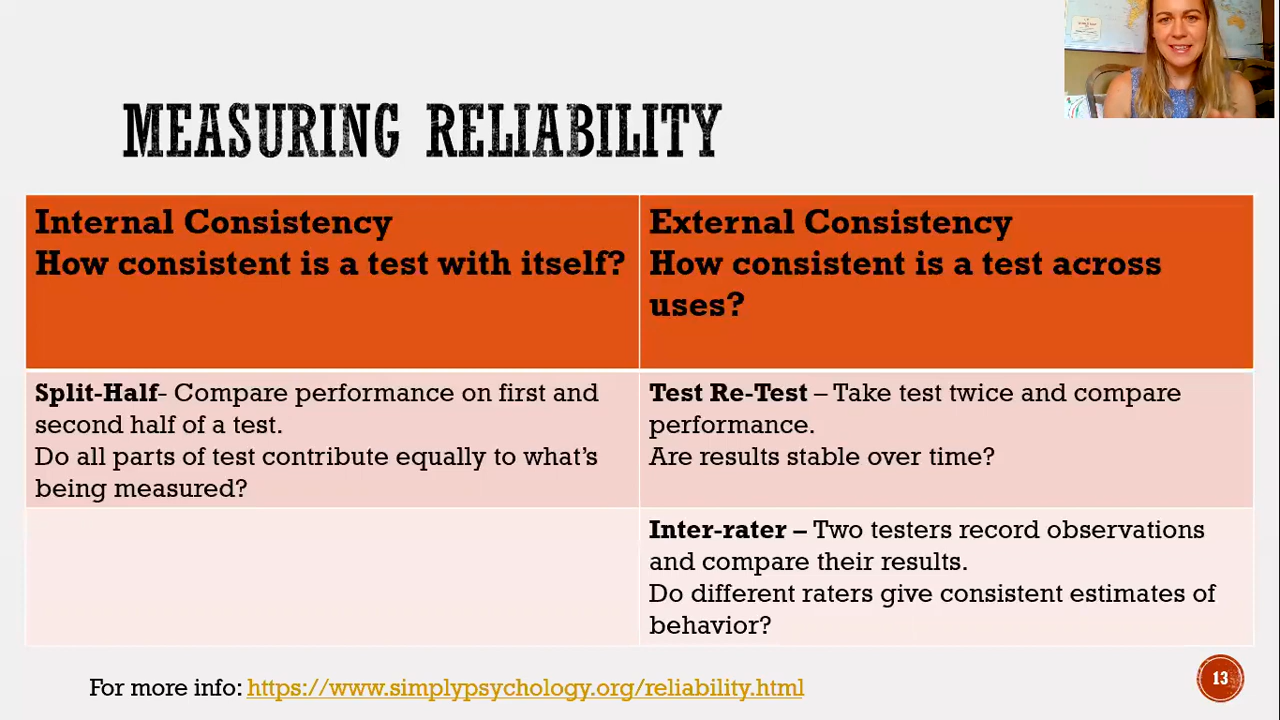 MEASURING RELIABILITY
Internal Consistency
How consistent is a test with itself?
External Consistency
How consistent is a test across
uses?
Split-Half- Compare performance on first and
second half of a test.
Do all parts of test contribute equally to what's
being measured?
Test Re-Test – Take test twice and compare
performance.
Are results stable over time?
Inter-rater – Two testers record observations
and compare their results.
Do different raters give consistent estimates of
behavior?
For more info: https://www.simplypsychology.org/reliability.html
13